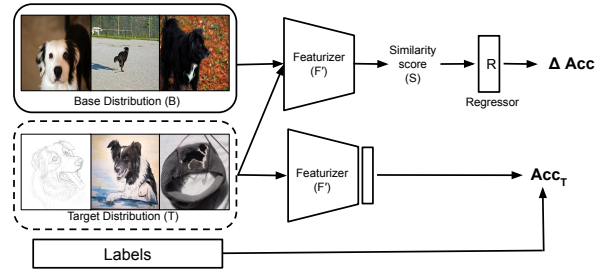 Base Distribution (B)
Featurizer
(F')
Similarity
score
(S)
R
Regressor
Δ Acc
Target Distribution (T)
Featurizer
(F')
Acc_T
Labels